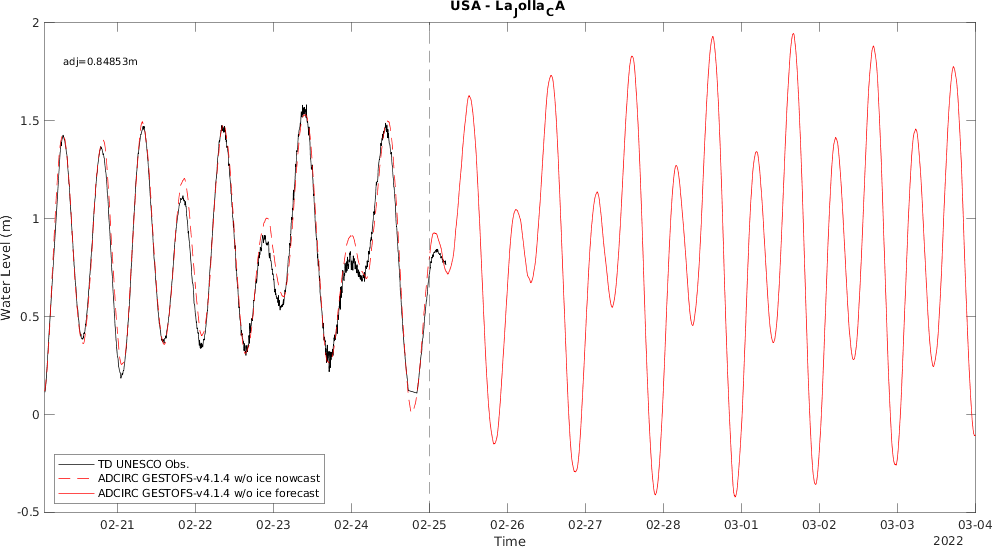 USA - LaJollaCA
adj=0.84853m
2
1.5
1
0.5
0
-0.5
Water Level (m)
TD UNESCO Obs.
ADCIRC GESTOFS-v4.1.4 w/o ice nowcast
ADCIRC GESTOFS-v4.1.4 w/o ice forecast
02-21 02-22 02-23 02-24 02-25 02-26 02-27 02-28 03-01 03-02 03-03 03-04
Time
2022